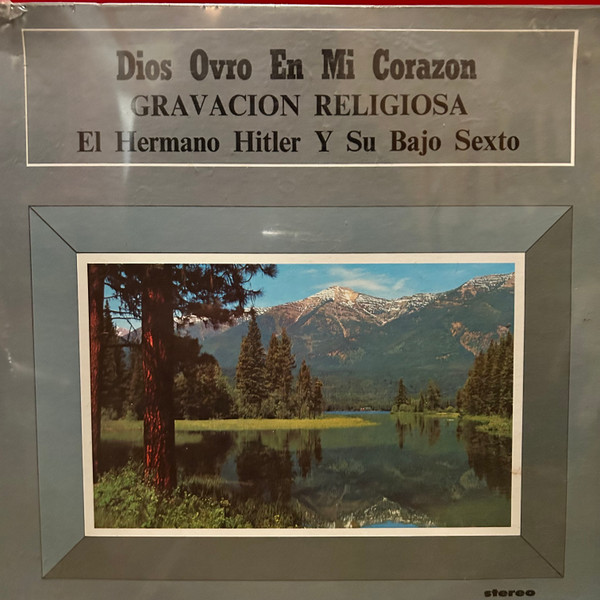 Dios Ovro En Mi Corazon
GRAVACION RELIGIOSA
El Hermano Hitler Y Su Bajo Sexto
stereo